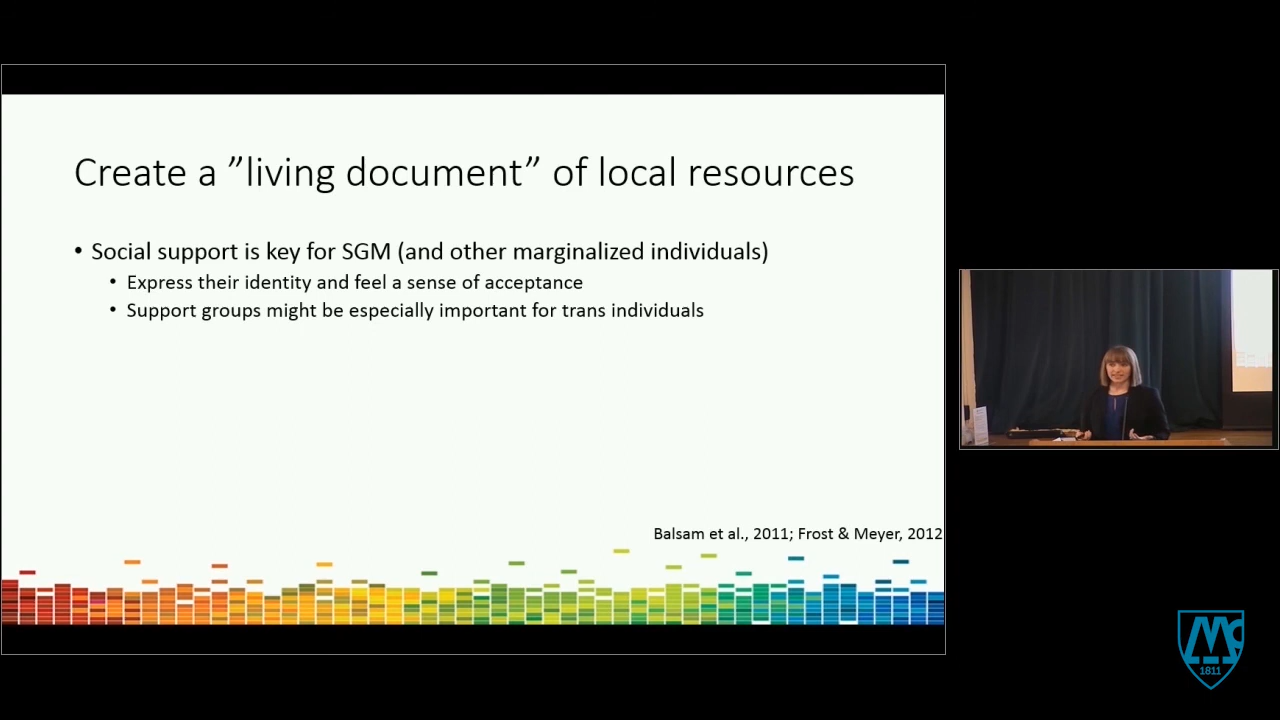 Create a ”living document” of local resources
• Social support is key for SGM (and other marginalized individuals)
• Express their identity and feel a sense of acceptance
• Support groups might be especially important for trans individuals
Balsam et al., 2011; Frost & Meyer, 2012
Mc
1811